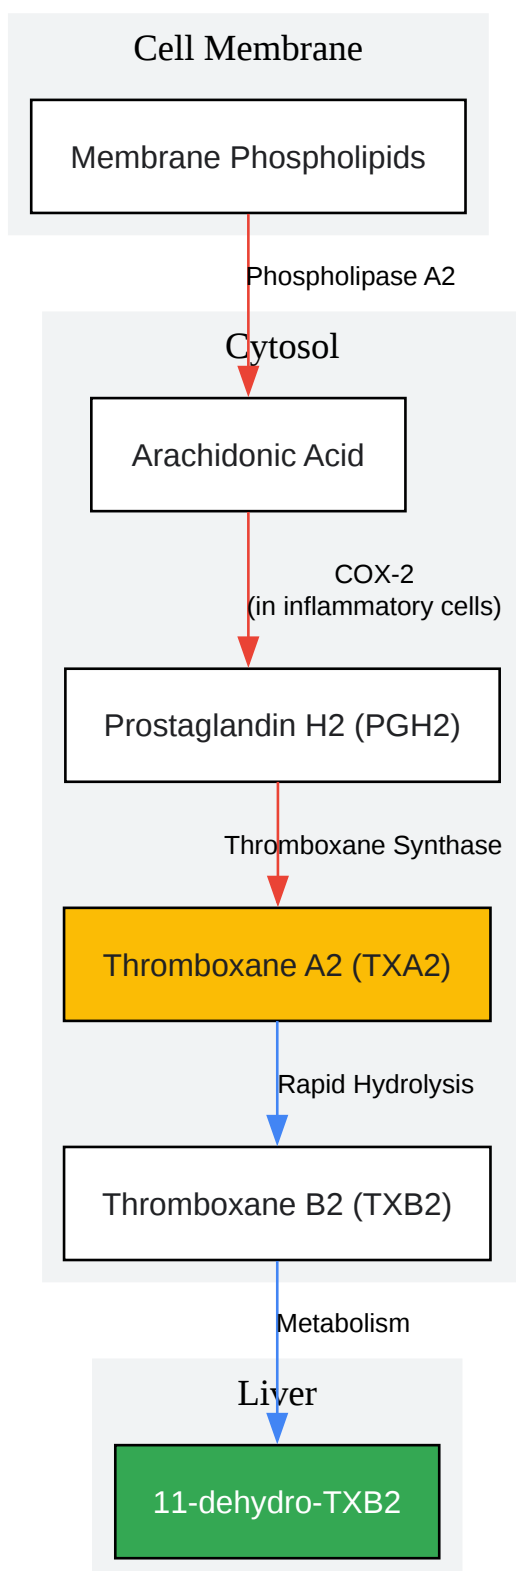 Cell Membrane
Membrane Phospholipids
Phospholipase A2
Cytosol
Arachidonic Acid
COX-2
(in inflammatory cells)
Prostaglandin H2 (PGH2)
Thromboxane Synthase
Thromboxane A2 (TXA2)
Rapid Hydrolysis
Thromboxane B2 (TXB2)
Metabolism
Liver
11-dehydro-TXB2